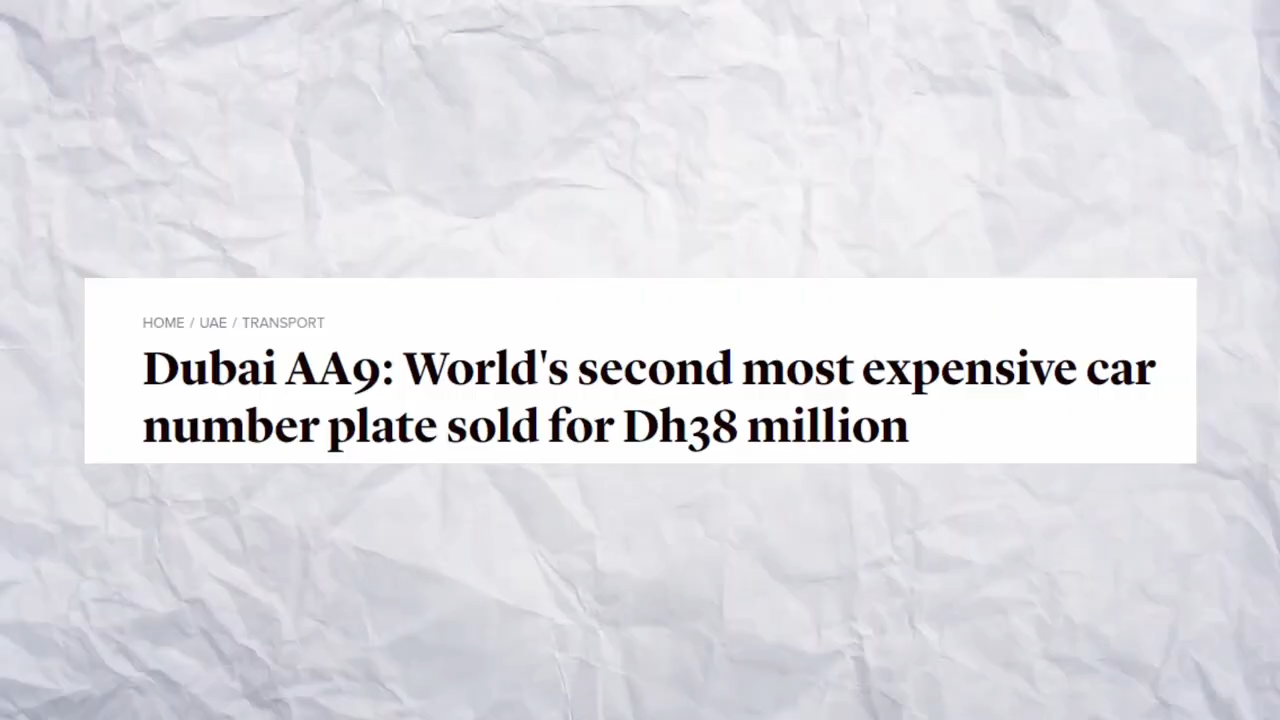 HOME / UAE / TRANSPORT
Dubai AA9: World's second most expensive car
number plate sold for Dh38 million